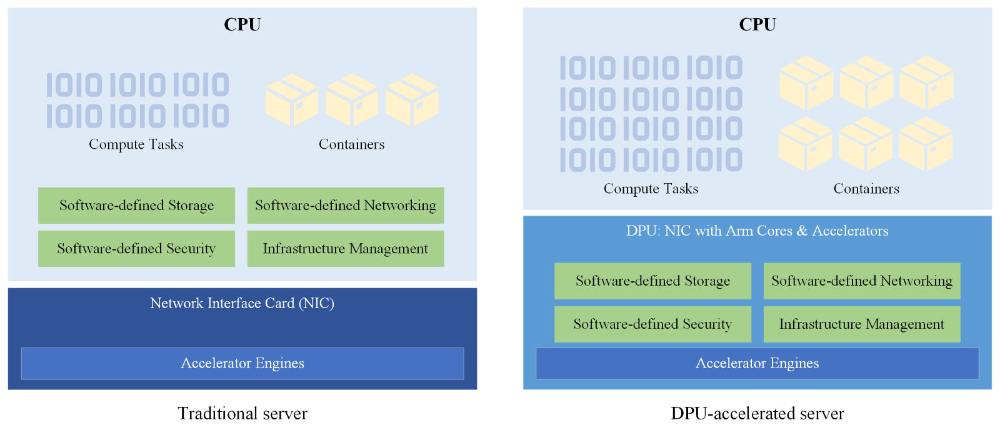 CPU
1010 1010 1010
1010 1010 1010
Compute Tasks
Containers
Software-defined Storage
Software-defined Networking
Software-defined Security
Infrastructure Management
Network Interface Card (NIC)
Accelerator Engines
Traditional server
CPU
1010 1010 1010
1010 1010 1010
1010 1010 1010
1010 1010 1010
Compute Tasks
Containers
DPU: NIC with Arm Cores & Accelerators
Software-defined Storage
Software-defined Networking
Software-defined Security
Infrastructure Management
Accelerator Engines
DPU-accelerated server